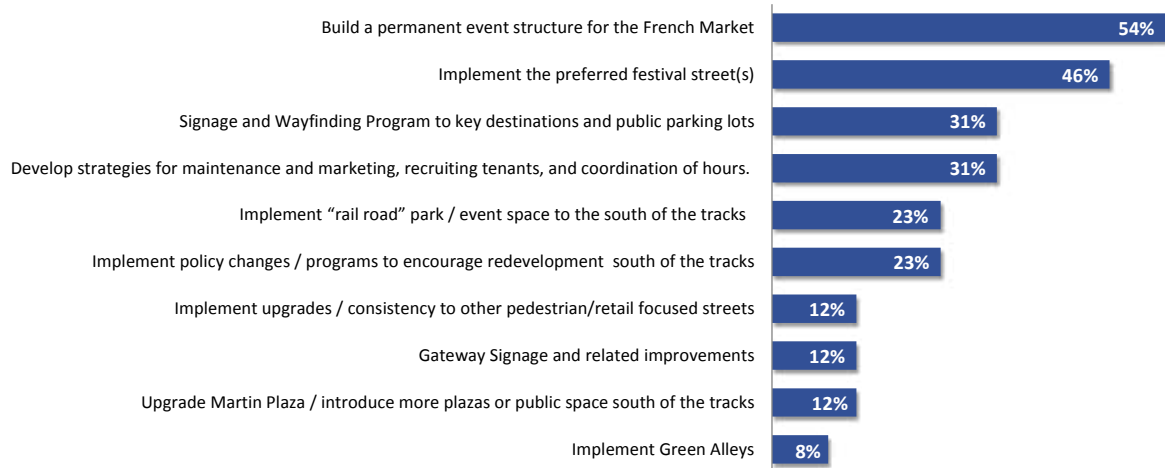 Build a permanent event structure for the French Market 54%
Implement the preferred festival street(s) 46%
Signage and Wayfinding Program to key destinations and public parking lots 31%
Develop strategies for maintenance and marketing, recruiting tenants, and coordination of hours. 31%
Implement “rail road” park / event space to the south of the tracks 23%
Implement policy changes / programs to encourage redevelopment south of the tracks 23%
Implement upgrades / consistency to other pedestrian/retail focused streets 12%
Gateway Signage and related improvements 12%
Upgrade Martin Plaza / introduce more plazas or public space south of the tracks 12%
Implement Green Alleys 8%